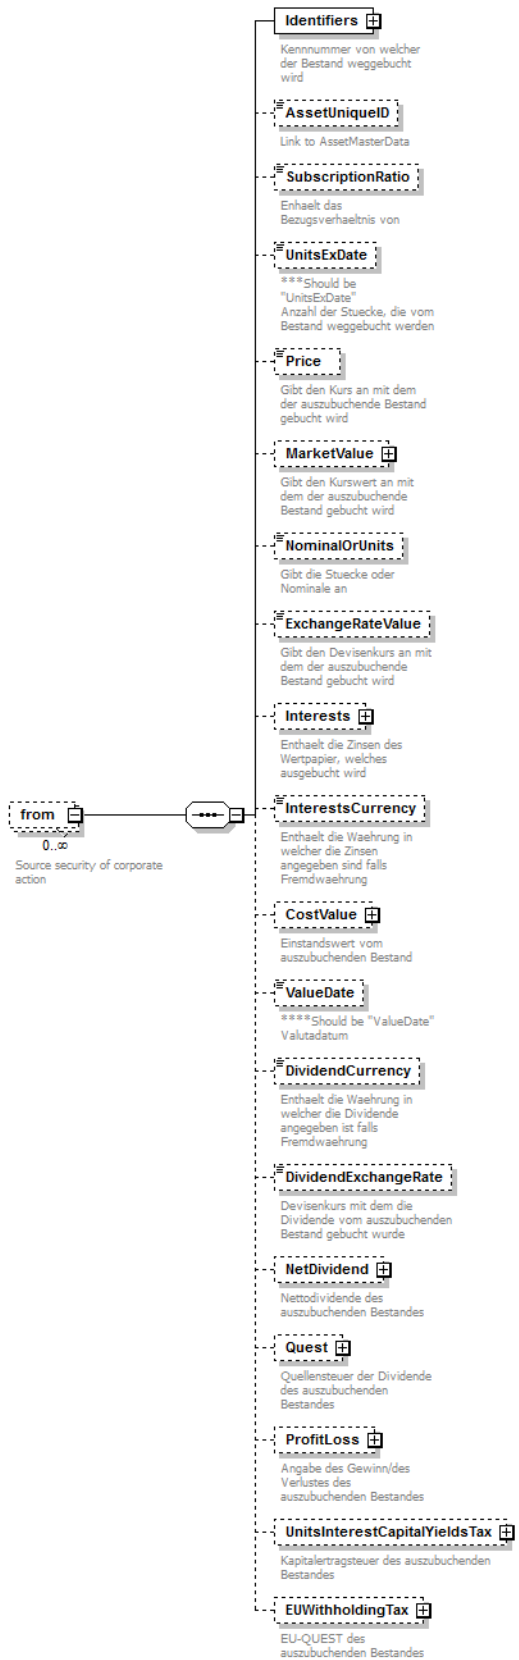 Identifiers
Kennnummer von welcher
der Bestand weggebucht
wird
AssetUniqueID
Link to AssetMasterData
SubscriptionRatio
Enhaelt das
Bezugsverhaeltnis von
UnitsExDate
***Should be
"UnitsExDate"
Anzahl der Stuecke, die vom
Bestand weggebucht werden
Price
Gibt den Kurs an mit dem
der auszubuchende Bestand
gebucht wird
MarketValue
Gibt den Kurswert an mit
dem der auszubuchende
Bestand gebucht wird
NominalOrUnits
Gibt die Stuecke oder
Nominale an
ExchangeRateValue
Gibt den Devisenkurs an mit
dem der auszubuchende
Bestand gebucht wird
Interests
Enthaelt die Zinsen des
Wertpapier, welches
ausgebucht wird
from
0..∞
Source security of corporate
action
InterestsCurrency
Enthaelt die Waehrung in
welcher die Zinsen
angegeben sind falls
Fremdwaehrung
CostValue
Einstandswert vom
auszubuchenden Bestand
ValueDate
****Should be "ValueDate"
Valutadatum
DividendCurrency
Enthaelt die Waehrung in
welcher die Dividende
angegeben ist falls
Fremdwaehrung
DividendExchangeRate
Devisenkurs mit dem die
Dividende vom auszubuchenden
Bestand gebucht wurde
NetDividend
Nettodividende des
auszubuchenden Bestandes
Quest
Quellensteuer der Dividende
des auszubuchenden
Bestandes
ProfitLoss
Angabe des Gewinn/des
Verlustes des
auszubuchenden Bestandes
UnitsInterestCapitalYieldsTax
Kapitalertragsteuer des auszubuchenden
Bestandes
EUWithholdingTax
EU-QUEST des
auszubuchenden Bestandes